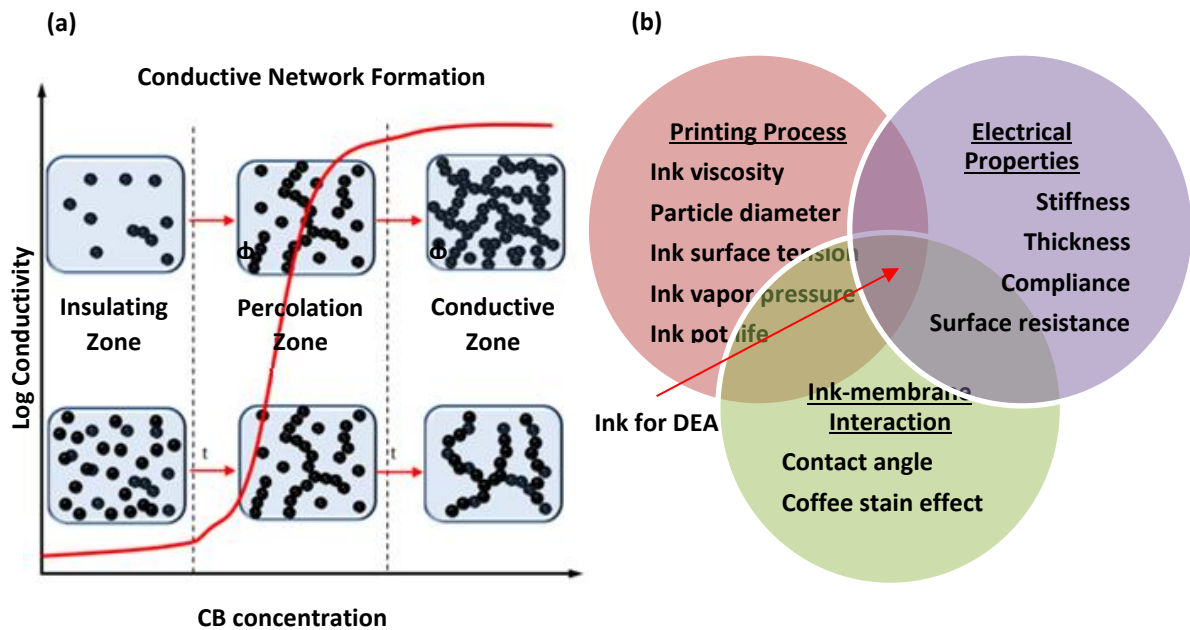 (a)
Conductive Network Formation
Log Conductivity
Φ
Φ
Insulating
Zone
Percolation
Zone
Conductive
Zone
t
t
CB concentration
(b)
Printing Process
Ink viscosity
Particle diameter
Ink surface tension
Ink vapor pressure
Ink pot life
Electrical
Properties
Stiffness
Thickness
Compliance
Surface resistance
Ink for DEA
Ink-membrane
Interaction
Contact angle
Coffee stain effect